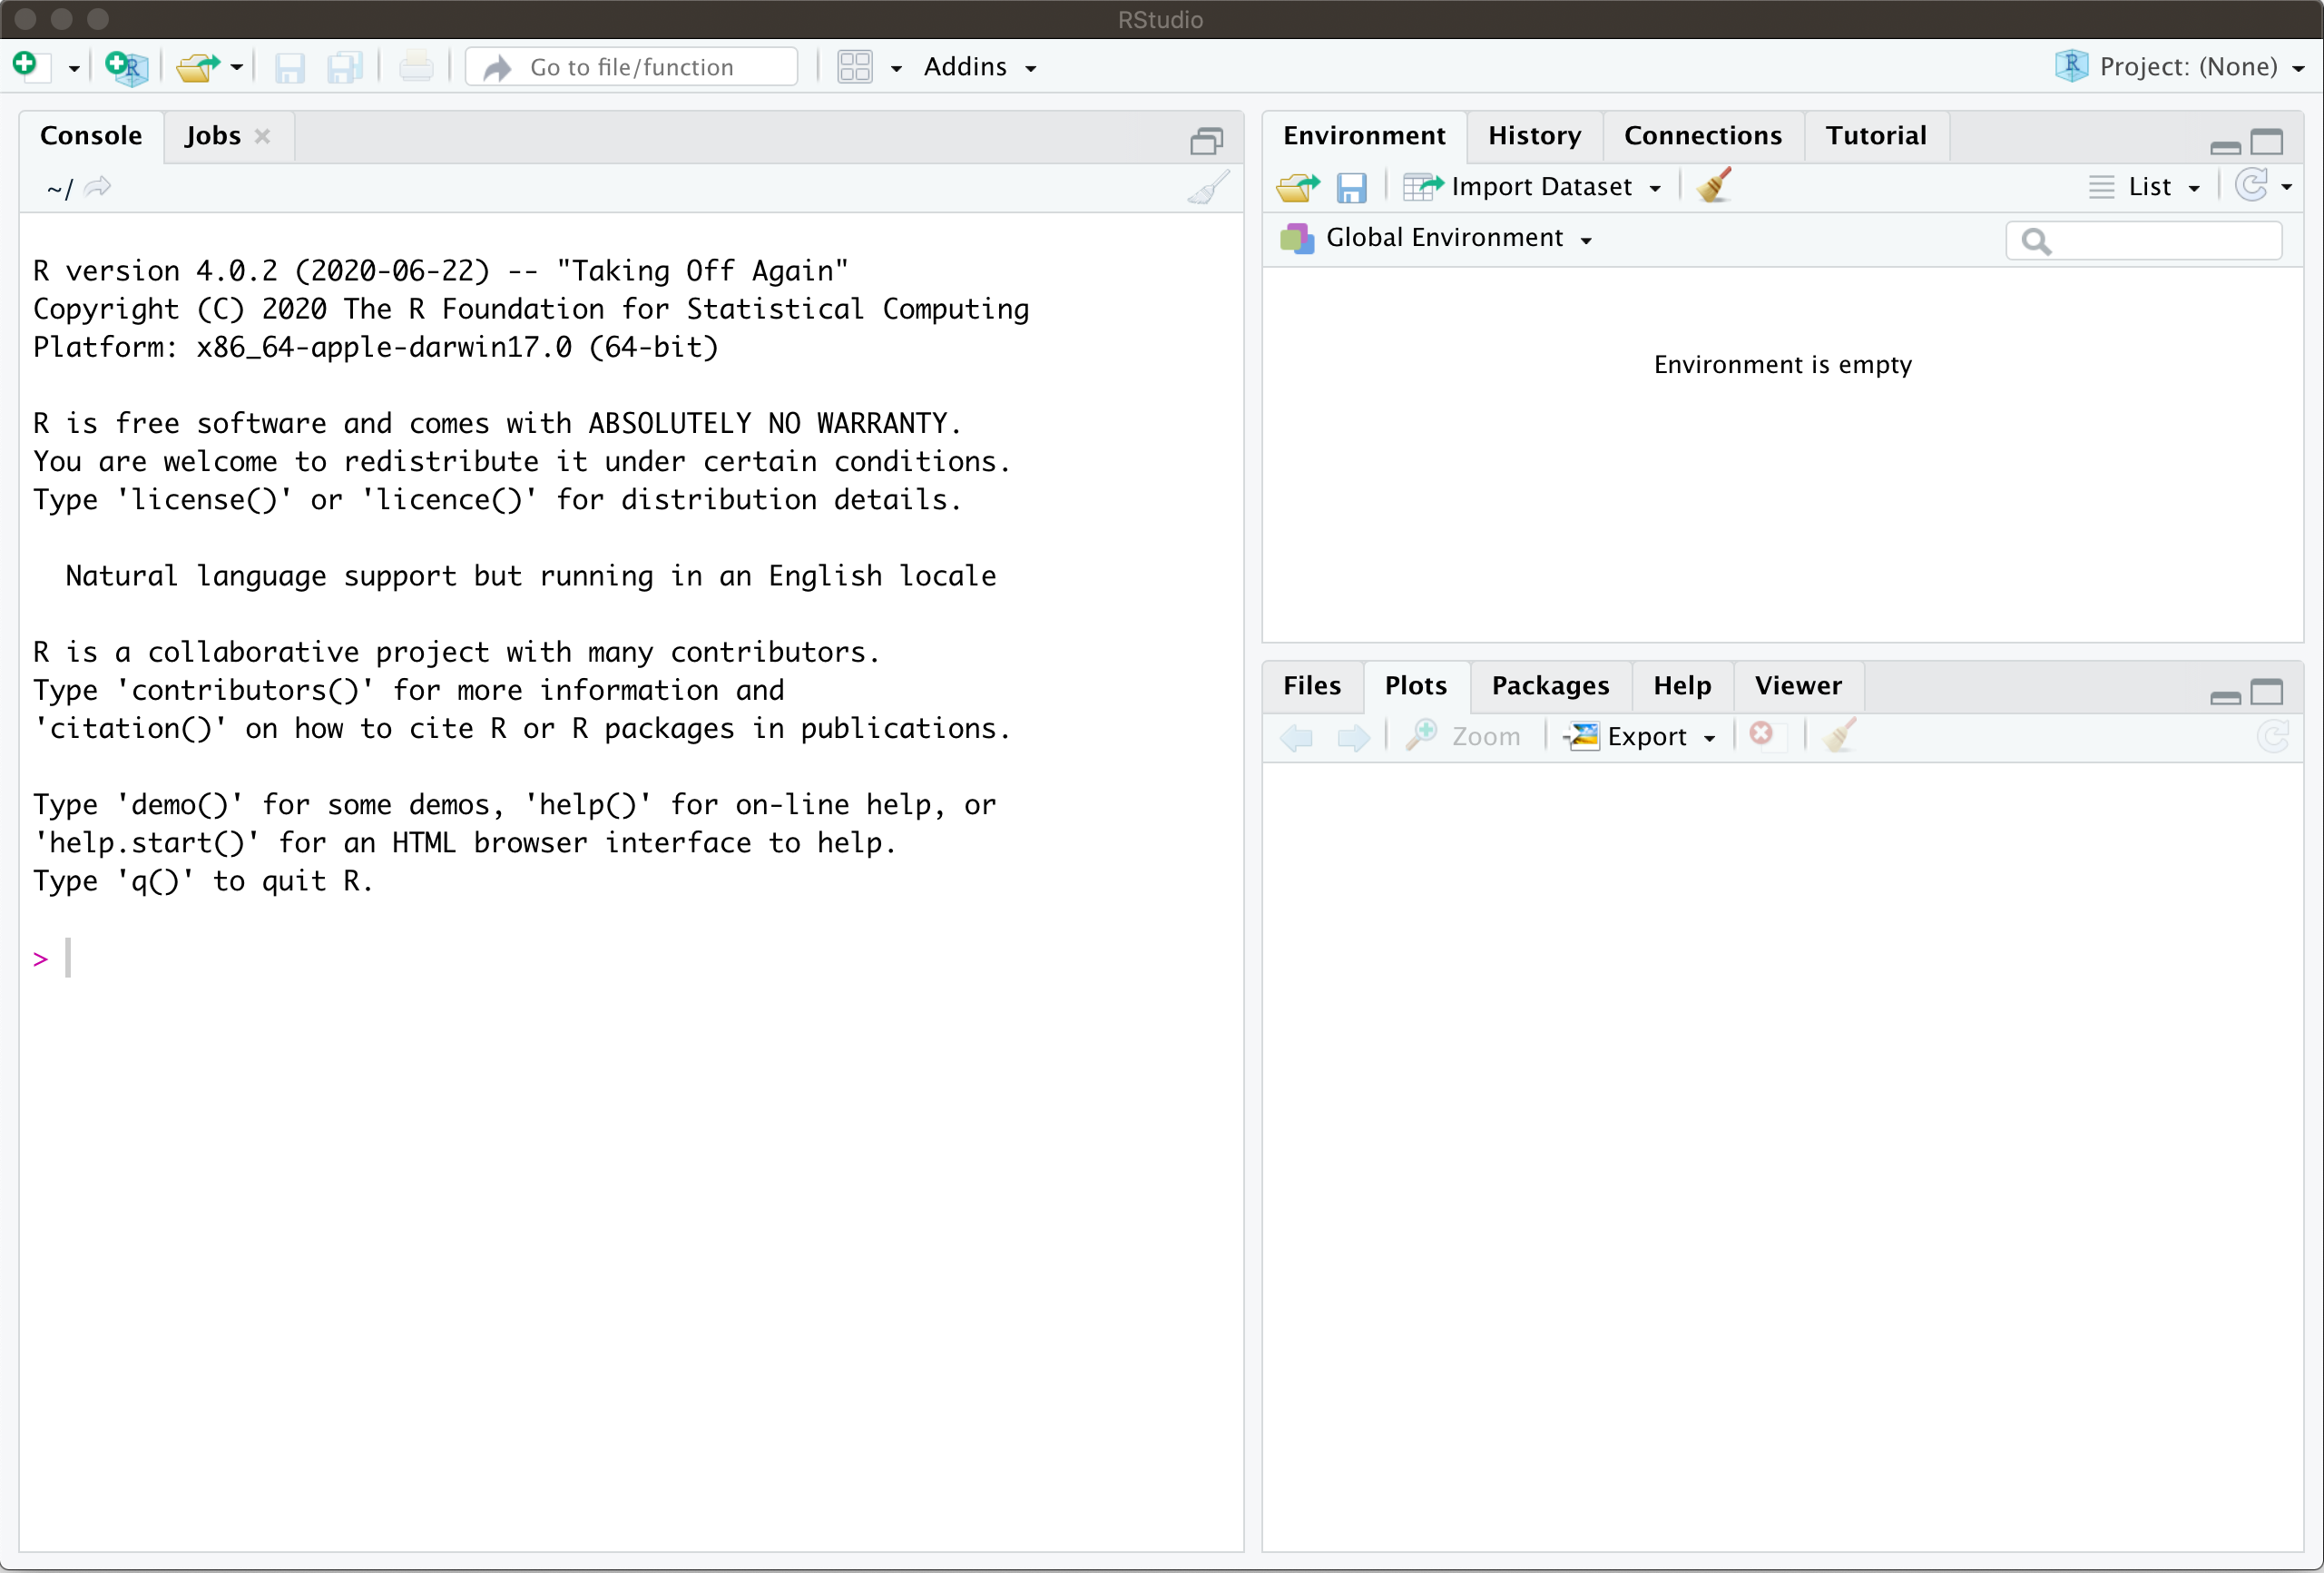 RStudio
Go to file/function
Addins
Project: (None)
Console Jobs
~/
R version 4.0.2 (2020-06-22) -- "Taking Off Again"
Copyright (C) 2020 The R Foundation for Statistical Computing
Platform: x86_64-apple-darwin17.0 (64-bit)
R is free software and comes with ABSOLUTELY NO WARRANTY.
You are welcome to redistribute it under certain conditions.
Type 'license()' or 'licence()' for distribution details.
Natural language support but running in an English locale
R is a collaborative project with many contributors.
Type 'contributors()' for more information and
'citation()' on how to cite R or R packages in publications.
Type 'demo()' for some demos, 'help()' for on-line help, or
'help.start()' for an HTML browser interface to help.
Type 'q()' to quit R.
>
Environment History Connections Tutorial
Import Dataset List
Global Environment
Environment is empty
Files Plots Packages Help Viewer
Zoom Export